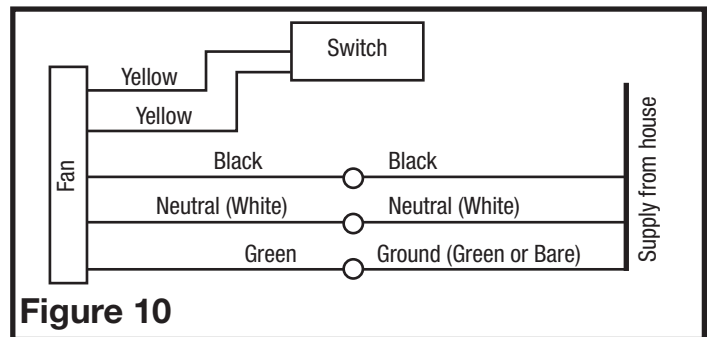 Switch
Yellow
Yellow
Black Black
Neutral (White) Neutral (White)
Green Ground (Green or Bare)
Fan
Supply from house
Figure 10